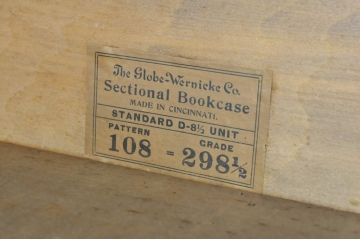 The Globe-Wernicke Co.
Sectional Bookcase
MADE IN CINCINNATI.
STANDARD D-8½ UNIT
PATTERN GRADE
108 - 298½